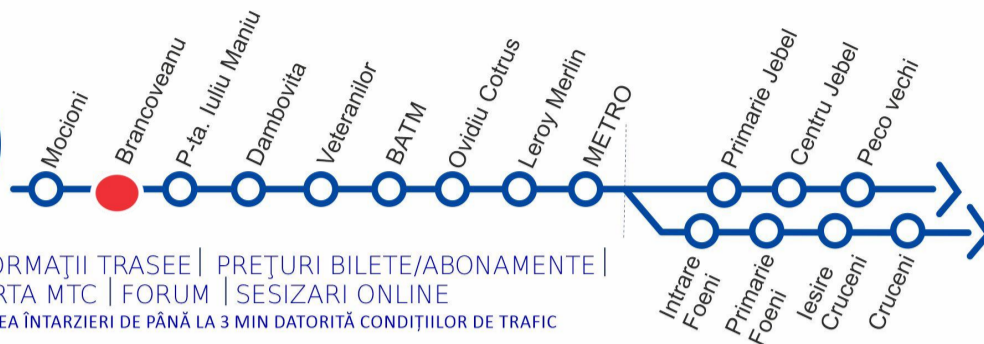 Mocioni
Brancoveanu
P-ta. Iuliu Maniu
Dambovita
Veteranilor
BATM
Ovidiu Cotrus
Leroy Merlin
METRO
Primarie Jebel
Centru Jebel
Peco vechi
Intrare
Foeni
Primarie
Foeni
Iesire
Cruceni
Cruceni
ORMAŢII TRASEE | PREŢURI BILETE/ABONAMENTE |
RTA MTC | FORUM | SESIZARI ONLINE
EA ÎNTARZIERI DE PÂNĂ LA 3 MIN DATORITĂ CONDIŢIILOR DE TRAFIC